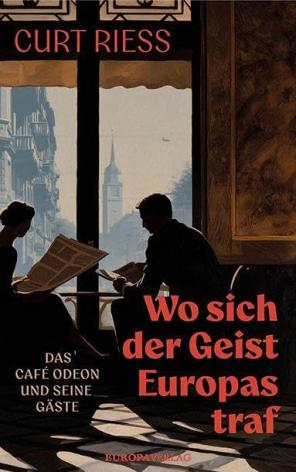 CURT RIESS
Wo sich
der Geist
Europas
traf
DAS
CAFÉ ODEON
UND SEINE
GÄSTE
EUROPAVERLAG